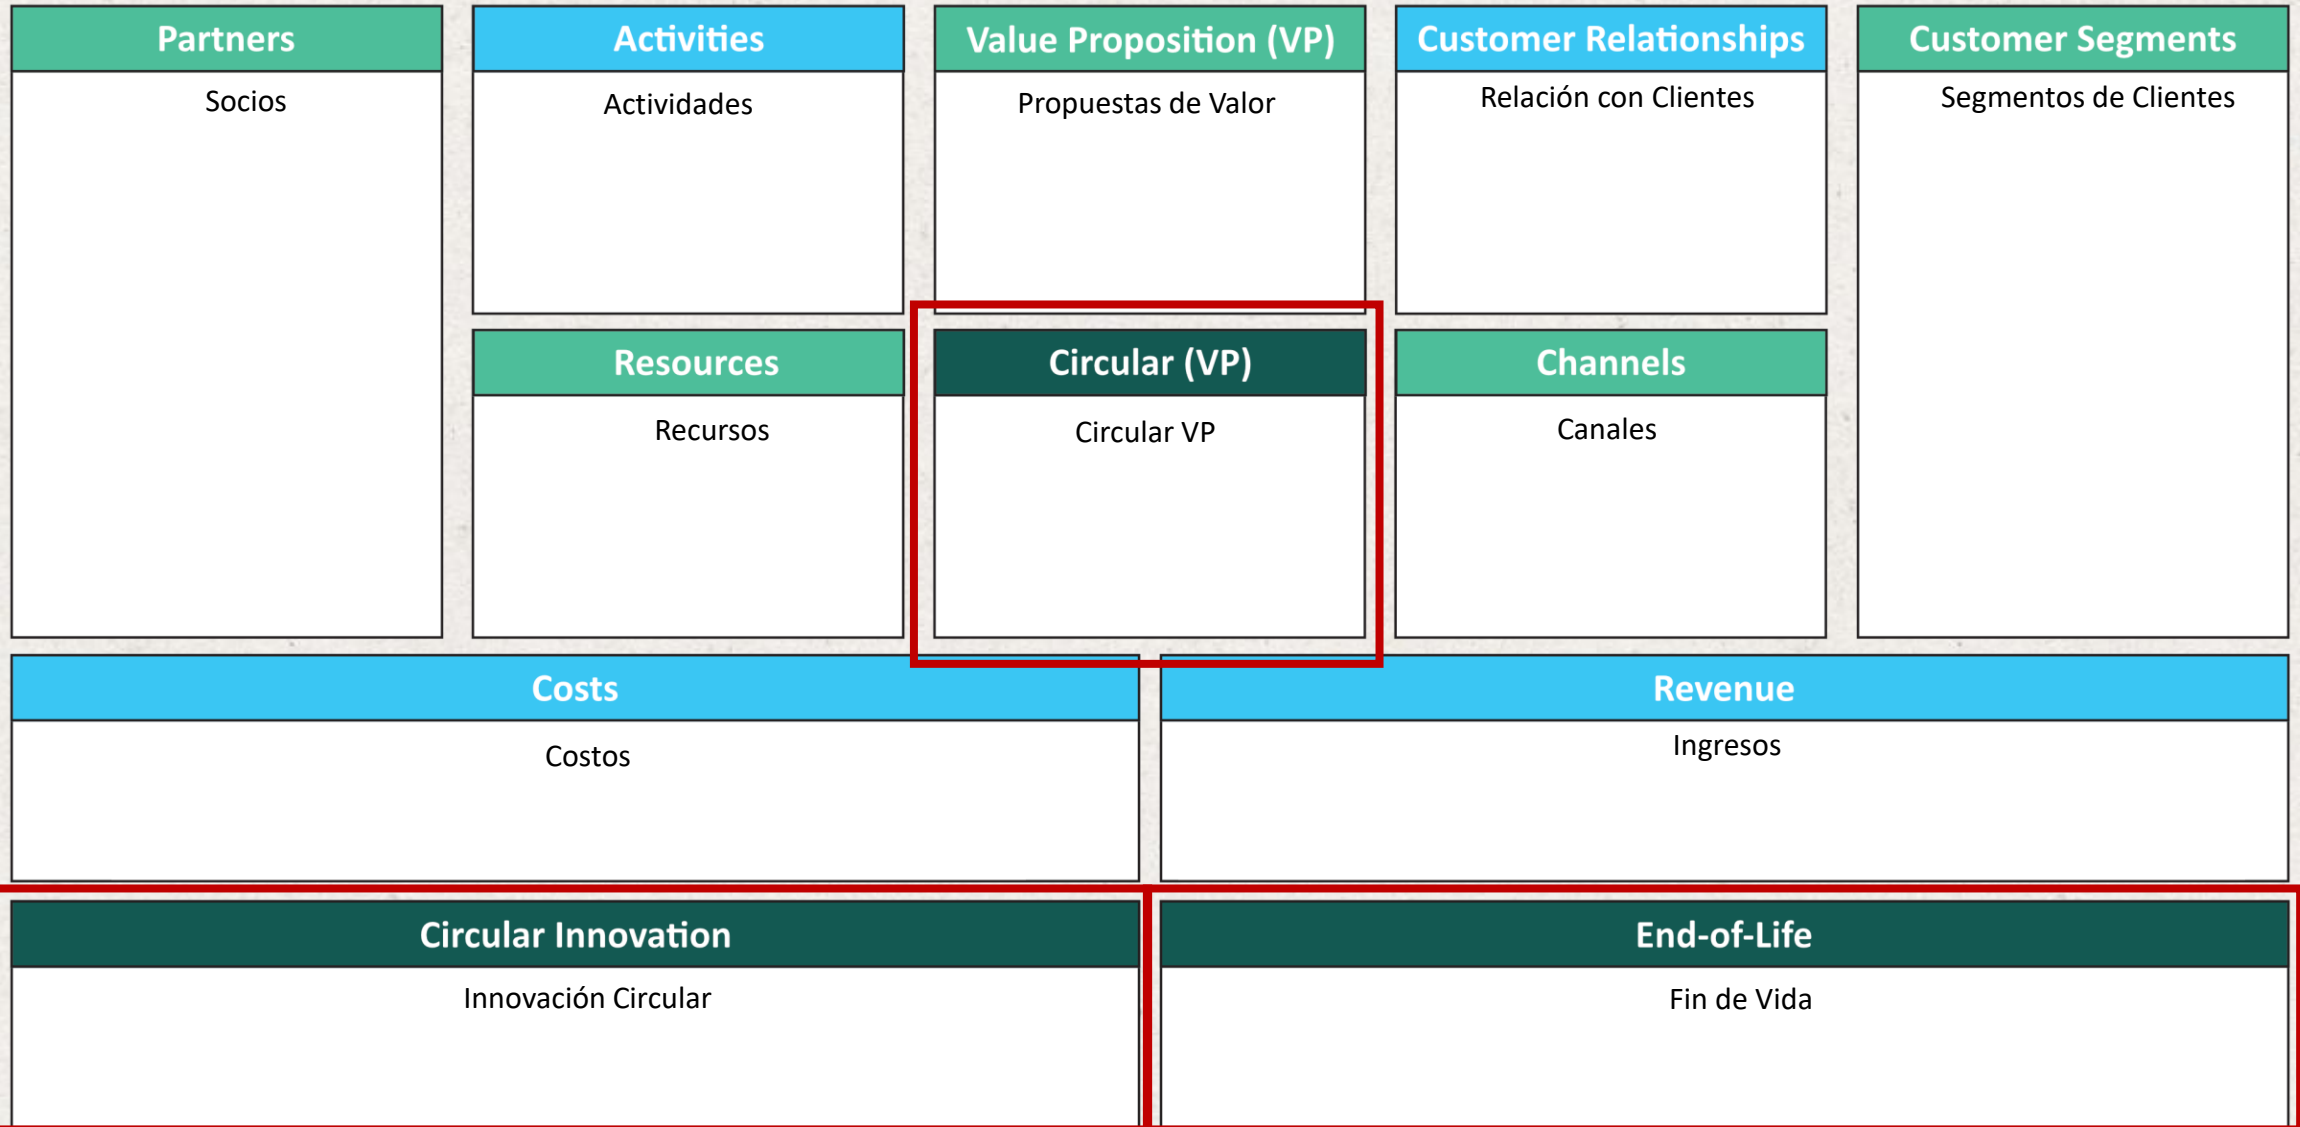 Partners
Socios
Activities
Actividades
Value Proposition (VP)
Propuestas de Valor
Customer Relationships
Relación con Clientes
Customer Segments
Segmentos de Clientes
Resources
Recursos
Circular (VP)
Circular VP
Channels
Canales
Costs
Costos
Revenue
Ingresos
Circular Innovation
Innovación Circular
End-of-Life
Fin de Vida